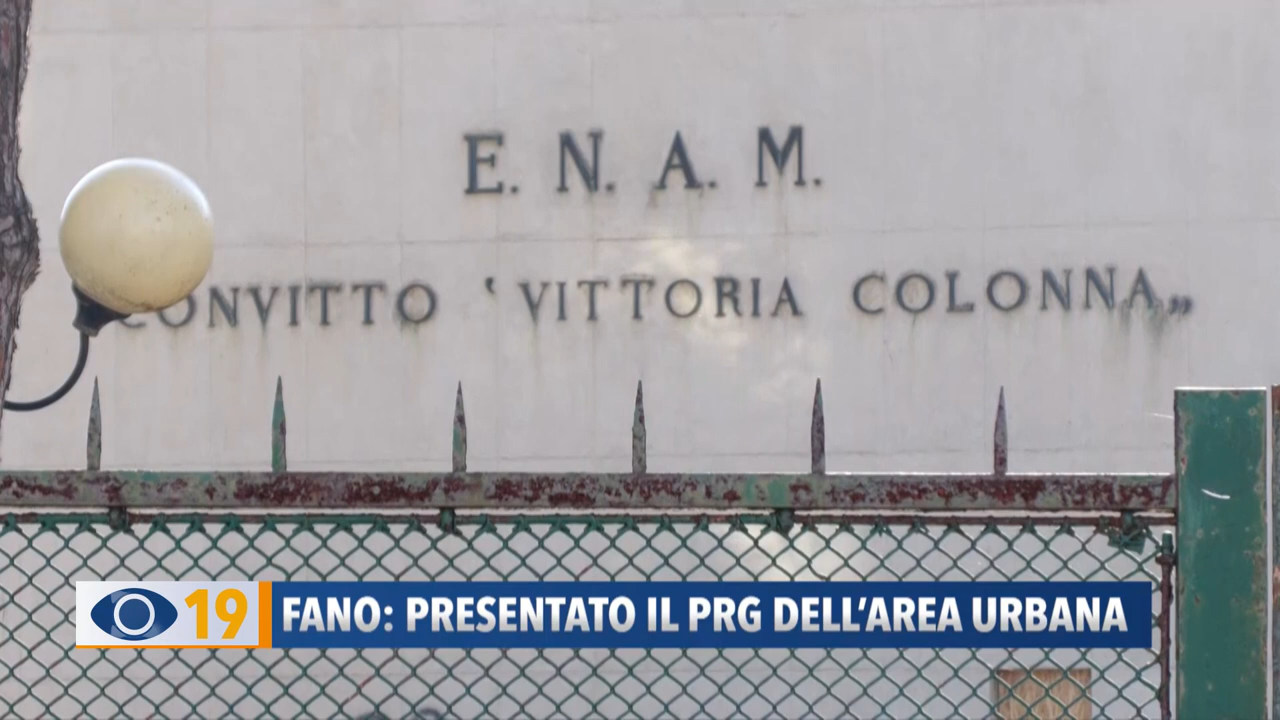 E. N. A. M.
CONVITTO ‘VITTORIA COLONNA„
19 FANO: PRESENTATO IL PRG DELL'AREA URBANA